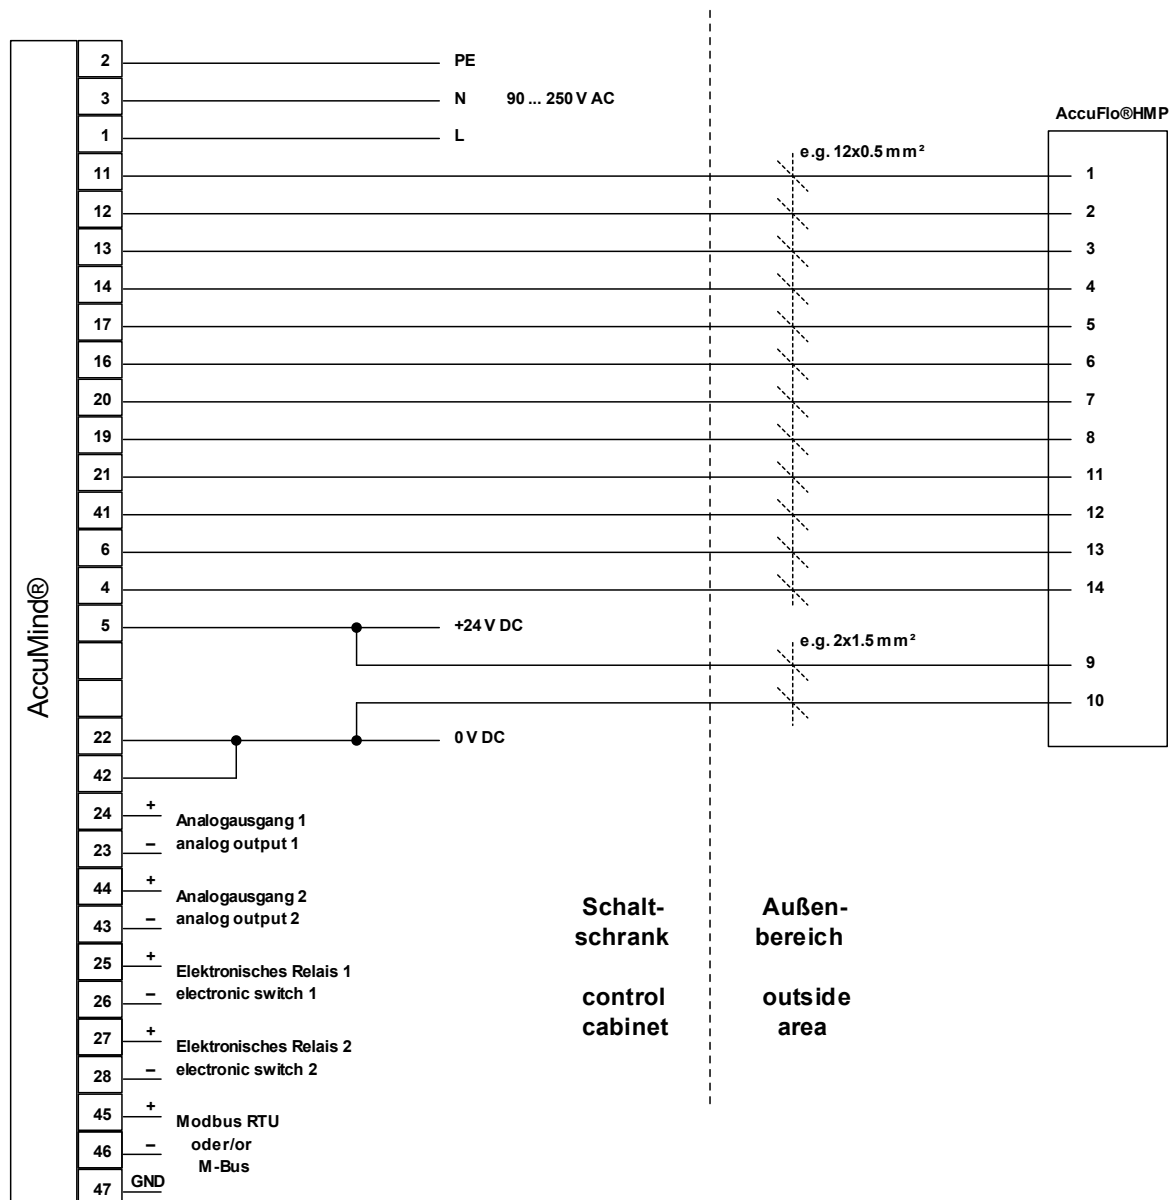 2 PE
3 N 90 ... 250 V AC
AccuFlo®HMP
1 L
e.g. 12x0.5 mm²
11 1
12 2
13 3
14 4
17 5
16 6
20 7
19 8
21 11
41 12
6 13
4 14
AccuMind®
5 +24 V DC
e.g. 2x1.5 mm²
9
10
22 0 V DC
42
24 +
Analogausgang 1
23 – analog output 1
44 +
Analogausgang 2
43 – analog output 2
Schalt-
schrank
Außen-
bereich
25 +
Elektronisches Relais 1
26 – electronic switch 1
control
cabinet
outside
area
27 +
Elektronisches Relais 2
28 – electronic switch 2
45 +
Modbus RTU
46 – oder/or
M-Bus
47 GND